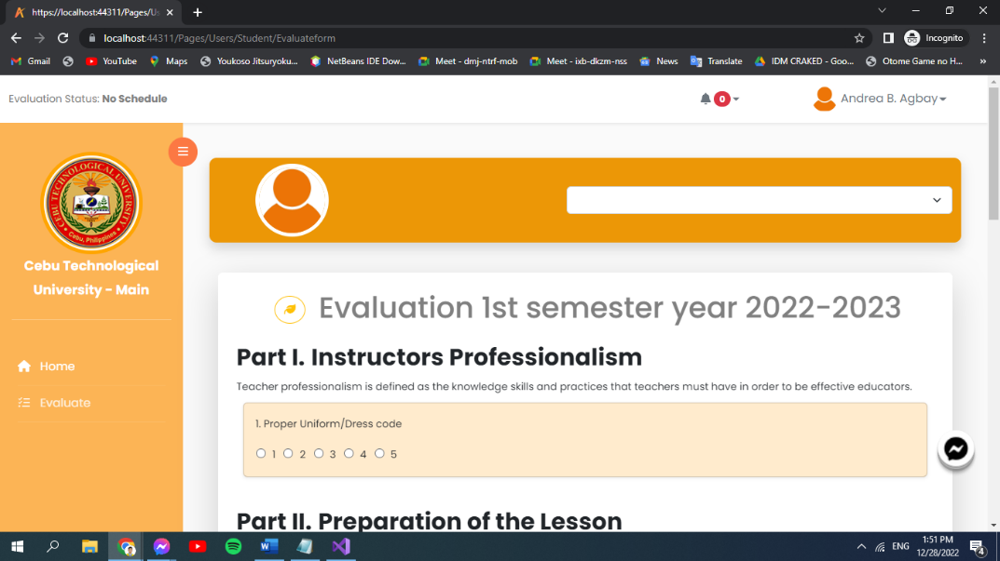 https://localhost:44311/Pages/Us
localhost:44311/Pages/Users/Student/Evaluateform
Incognito
Gmail
YouTube
Maps
Youkoso Jitsuryoku...
NetBeans IDE Dow...
Meet - dmj-ntrf-mob
Meet - ixb-dkzm-nss
News
Translate
IDM CRAKED - Goo...
Otome Game no H...
»
Evaluation Status: No Schedule
0
Andrea B. Agbay
CEBU TECHNOLOGICAL UNIVERSITY
Cebu, Philippines
Cebu Technological
University - Main
Home
Evaluate
Evaluation 1st semester year 2022-2023
Part I. Instructors Professionalism
Teacher professionalism is defined as the knowledge skills and practices that teachers must have in order to be effective educators.
1. Proper Uniform/Dress code
1 2 3 4 5
Part II. Preparation of the Lesson
ENG
1:51 PM
12/28/2022
4